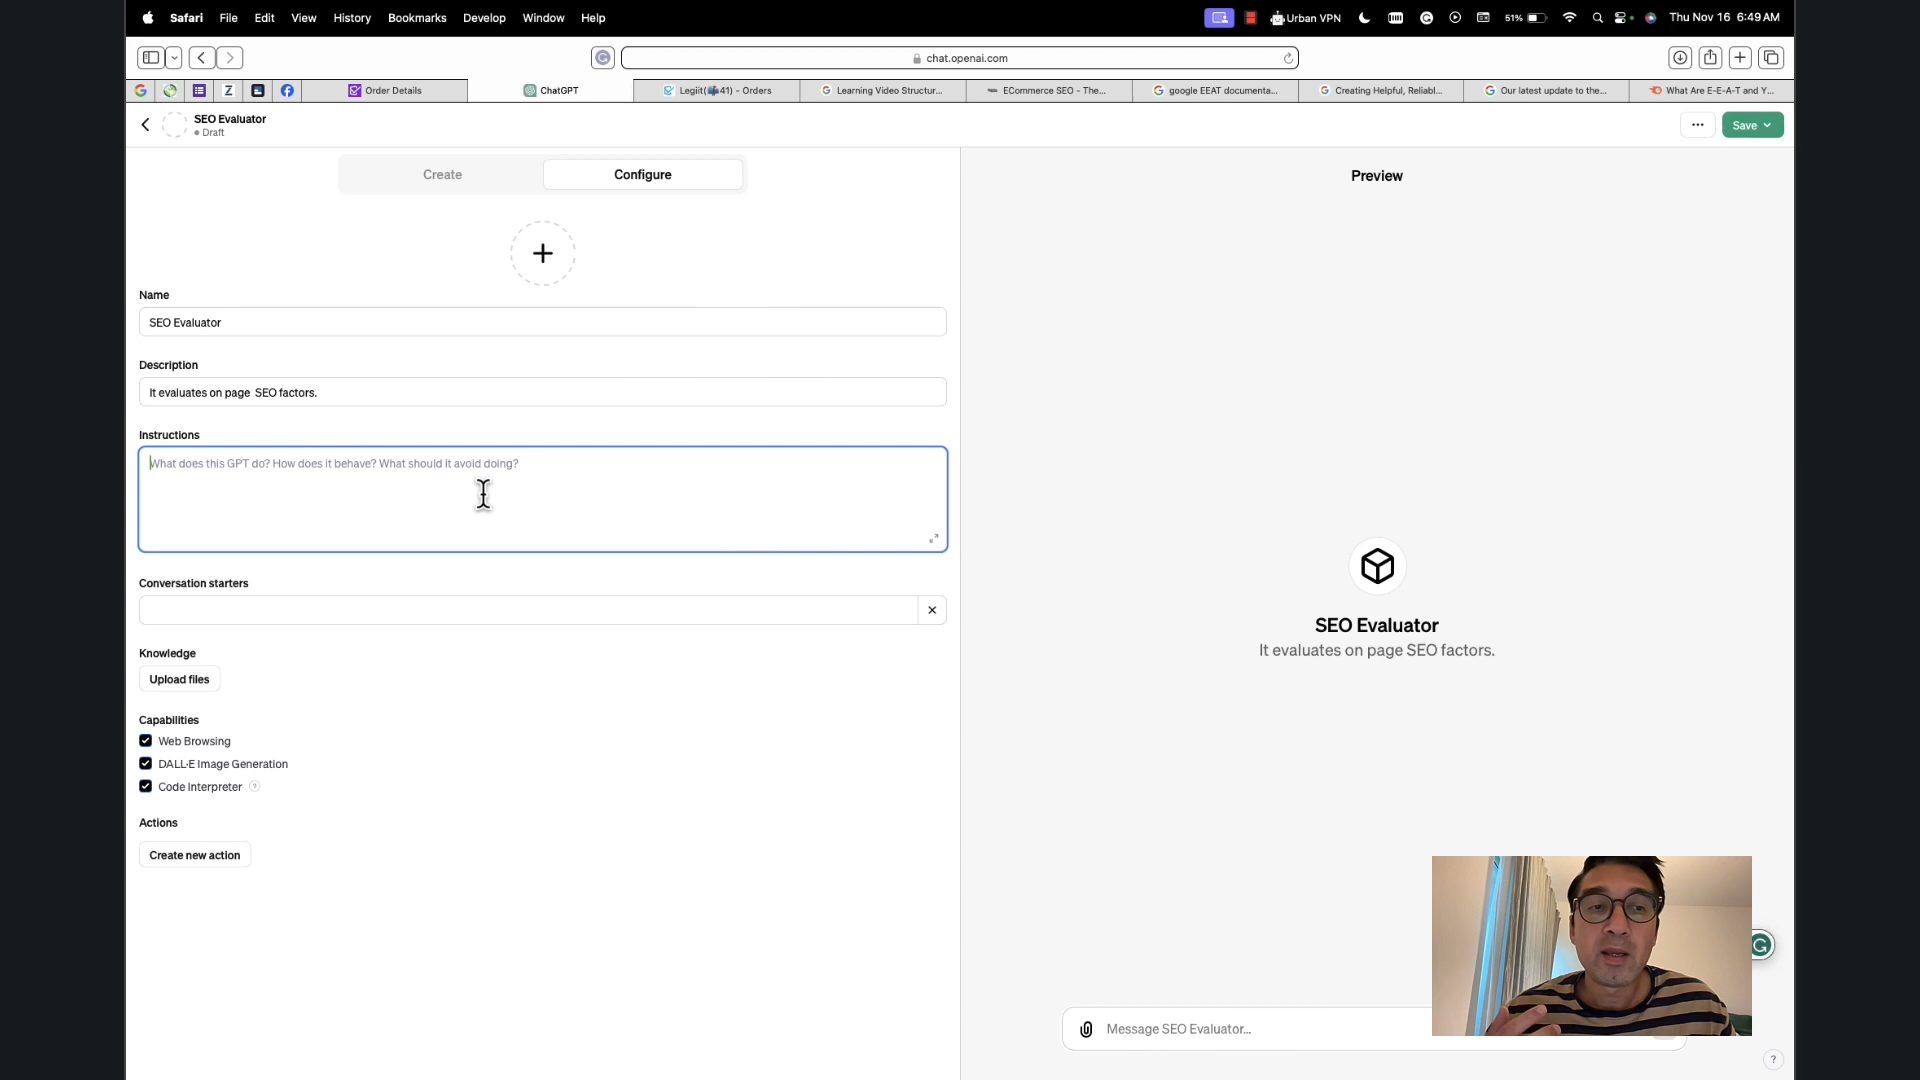 Safari File Edit View History Bookmarks Develop Window Help
Urban VPN 51% Thu Nov 16 6:49 AM
chat.openai.com
Order Details
ChatGPT
Legiit(41) - Orders
Learning Video Structur...
ECommerce SEO - The...
google EEAT documenta...
Creating Helpful, Reliabl...
Our latest update to the...
What Are E-E-A-T and Y...
SEO Evaluator
Draft
Save
Create
Configure
Preview
Name
SEO Evaluator
Description
It evaluates on page SEO factors.
Instructions
What does this GPT do? How does it behave? What should it avoid doing?
Conversation starters
Knowledge
Upload files
Capabilities
Web Browsing
DALL·E Image Generation
Code Interpreter
?
Actions
Create new action
SEO Evaluator
It evaluates on page SEO factors.
Message SEO Evaluator...
?